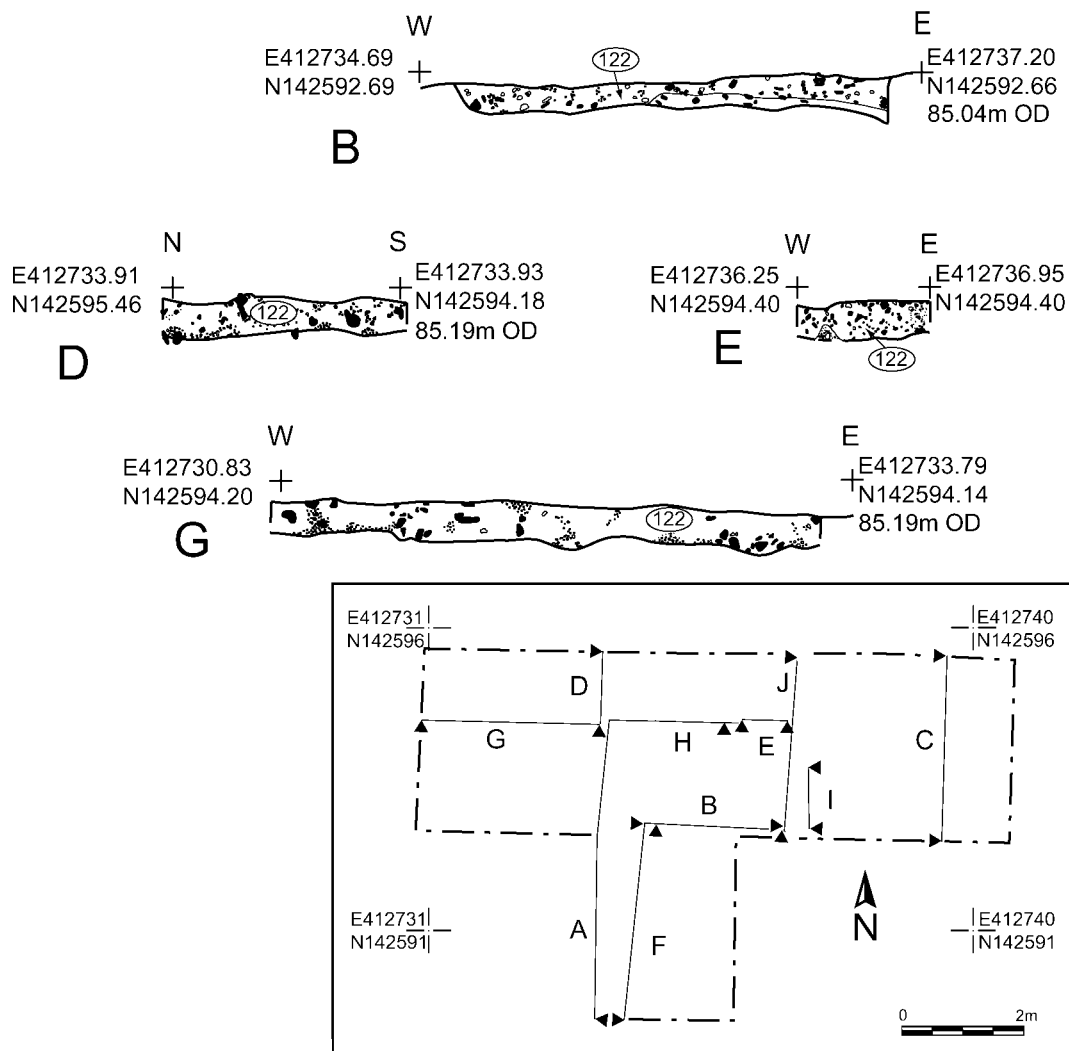 W
E
E412734.69
N142592.69
122
E412737.20
N142592.66
85.04m OD
B
N
S
E412733.91
N142595.46
122
E412733.93
N142594.18
85.19m OD
D
W
E
E412736.25
N142594.40
E412736.95
N142594.40
E
122
W
E
E412730.83
N142594.20
122
E412733.79
N142594.14
85.19m OD
G
E412731
N142596
E412740
N142596
D
J
G
H
E
C
B
I
E412731
N142591
A
F
N
E412740
N142591
0
2m